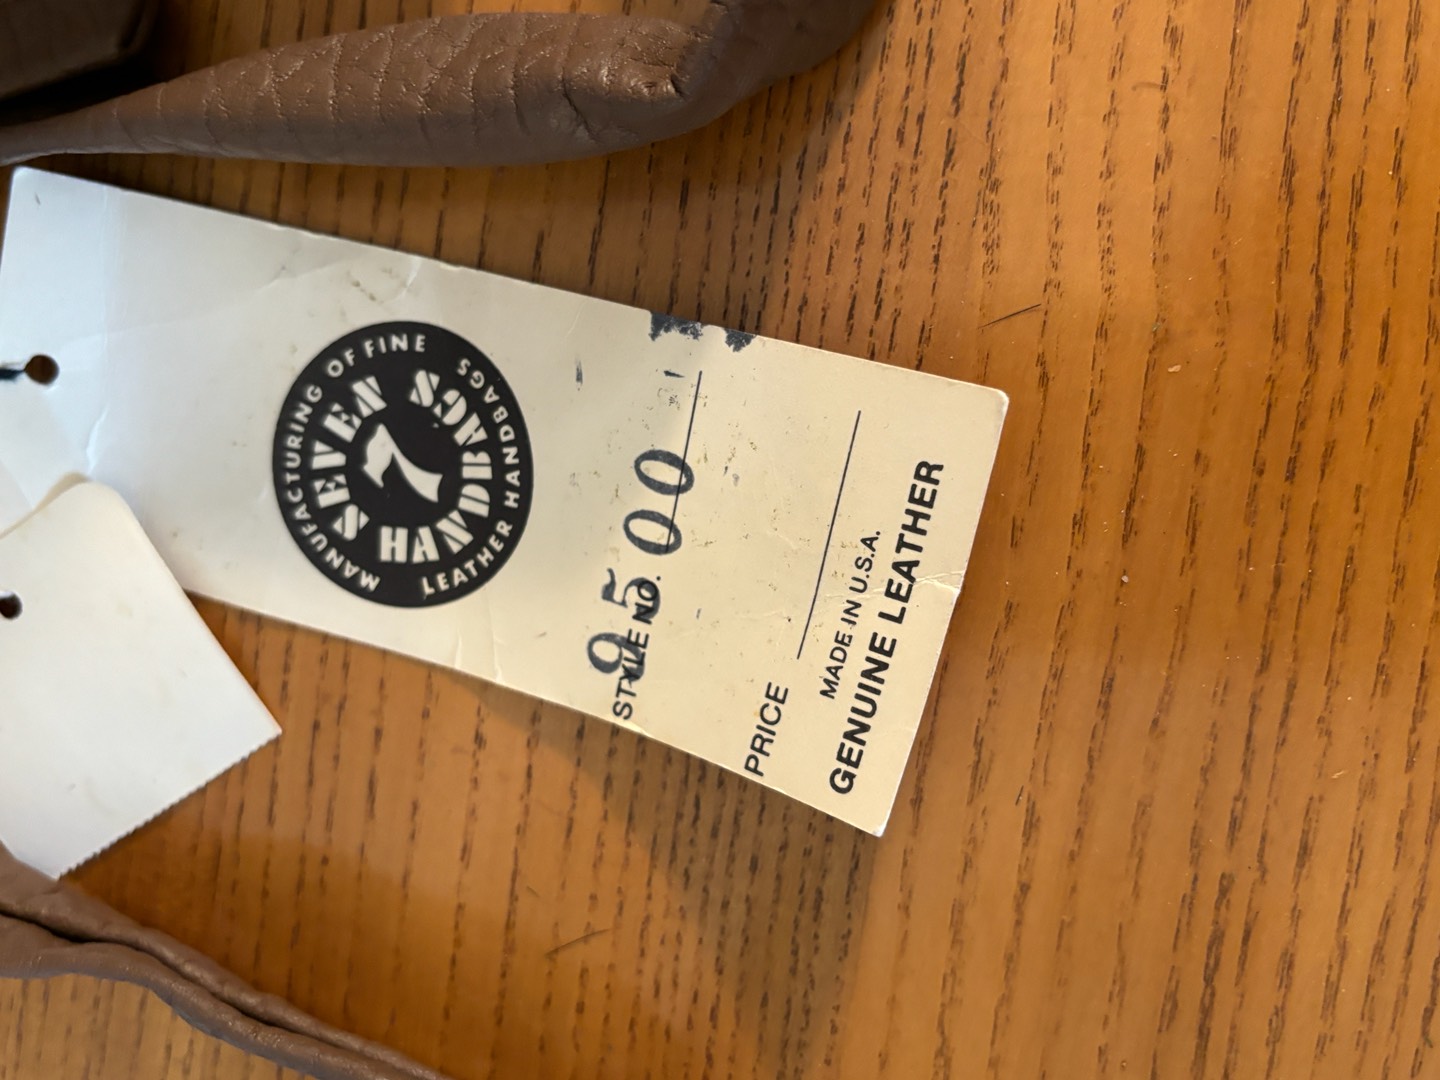 MANUFACTURING OF FINE
LEATHER HANDBAGS
SEVEN
7
HANDBAGS
9500
STYLE NO.
PRICE
MADE IN U.S.A.
GENUINE LEATHER